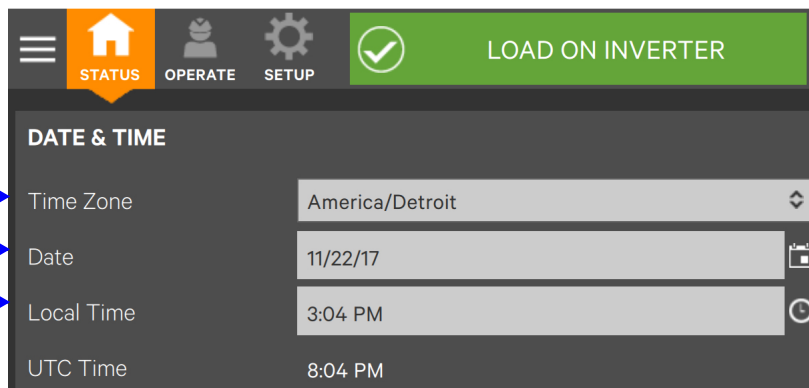 STATUS
OPERATE
SETUP
LOAD ON INVERTER
DATE & TIME
Time Zone
America/Detroit
Date
11/22/17
Local Time
3:04 PM
UTC Time
8:04 PM